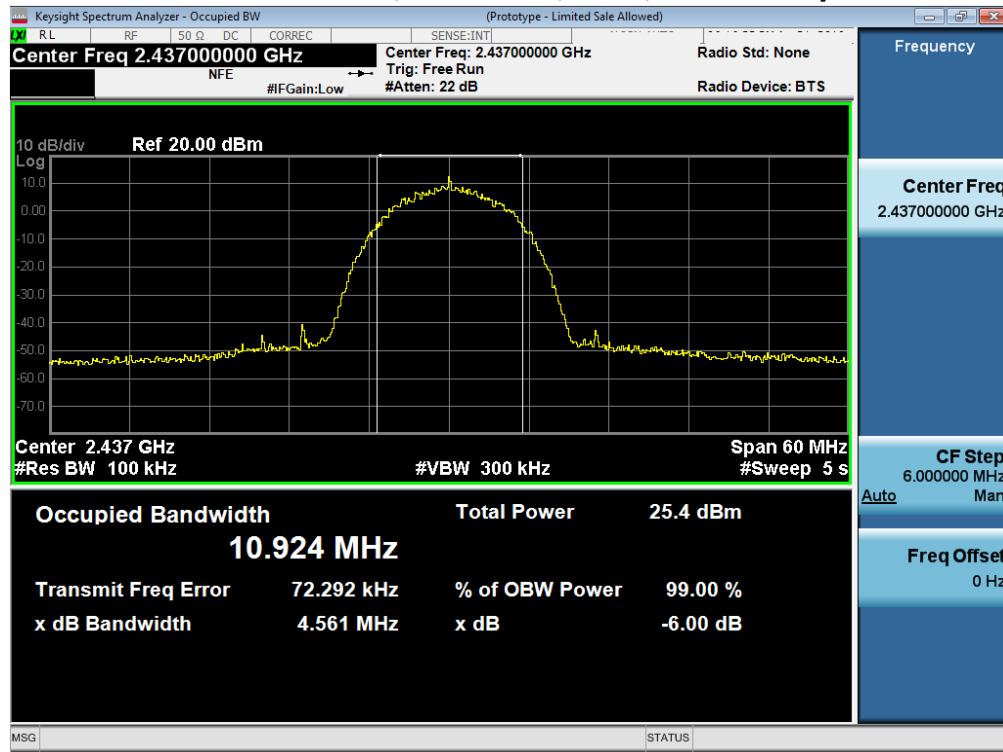 Keysight Spectrum Analyzer - Occupied BW (Prototype - Limited Sale Allowed)
LXI RL RF 50 Ω DC CORREC SENSE:INT
Center Freq 2.437000000 GHz
NFE
#IFGain:Low
Center Freq: 2.437000000 GHz
Trig: Free Run
#Atten: 22 dB
Radio Std: None
Radio Device: BTS
10 dB/div Ref 20.00 dBm
Log
10.0
0.00
-10.0
-20.0
-30.0
-40.0
-50.0
-60.0
-70.0
Center 2.437 GHz Span 60 MHz
#Res BW 100 kHz #VBW 300 kHz #Sweep 5 s
Occupied Bandwidth Total Power 25.4 dBm
10.924 MHz
Transmit Freq Error 72.292 kHz % of OBW Power 99.00 %
x dB Bandwidth 4.561 MHz x dB -6.00 dB
Frequency
Center Freq
2.437000000 GHz
CF Step
6.000000 MHz
Auto Man
Freq Offset
0 Hz
MSG STATUS